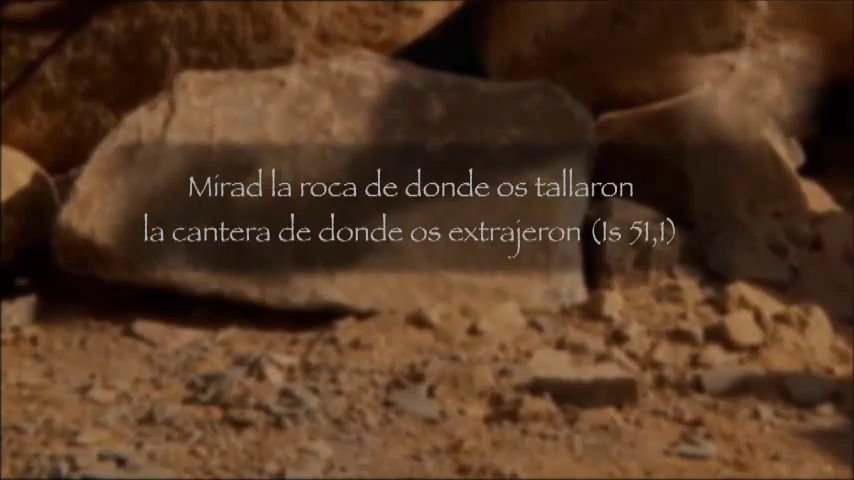 Mirad la roca de donde os tallaron
la cantera de donde os extrajeron (Is 51,1)